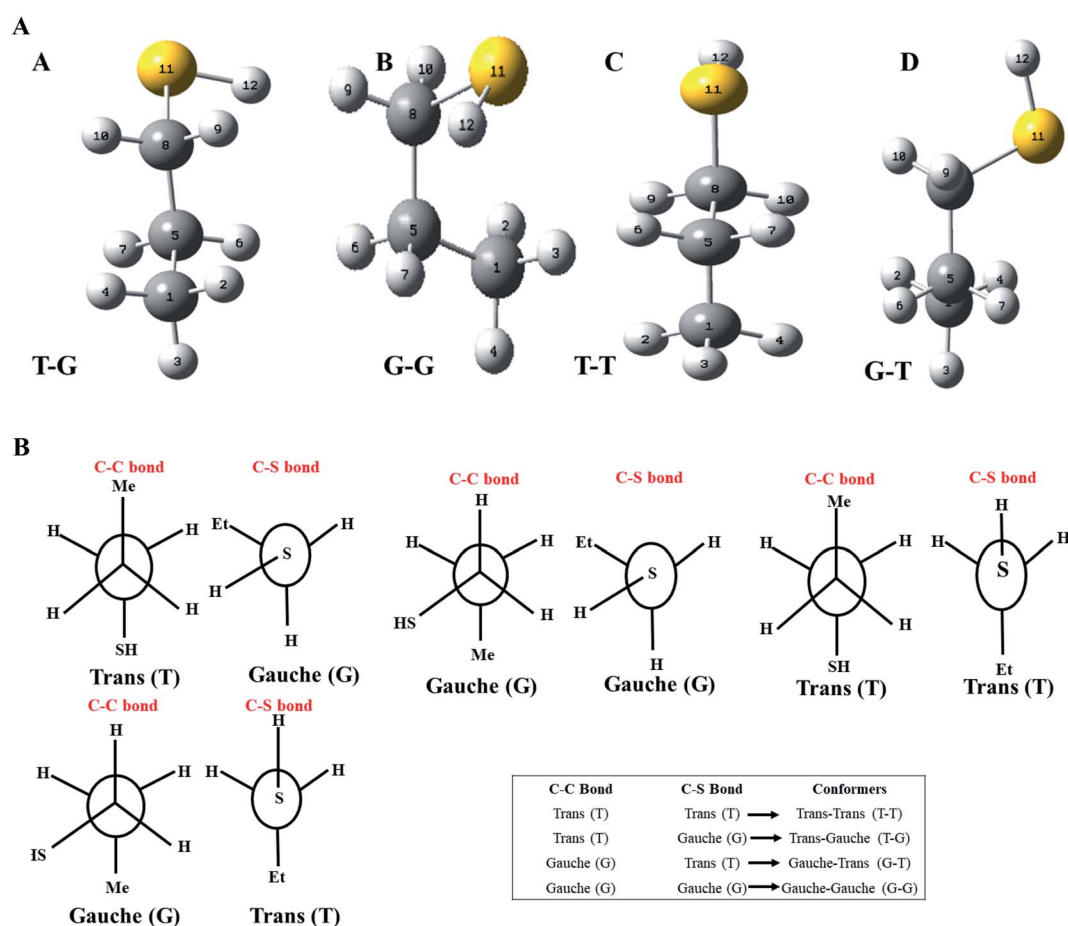 A
A B C D
11 12 10 9 8 7 5 6 4 1 2 3
10 11 9 8 12 5 6 7 2 1 3 4
12 11 8 9 10 6 5 7 1 2 4 3
12 11 10 9 2 5 4 6 1 7 3
T-G G-G T-T G-T
B
C-C bond C-S bond
Me
H H
H H
SH
Trans (T)
Et H
S
H
H
Gauche (G)
C-C bond C-S bond
H
H H
HS H
Me
Gauche (G)
Et H
S
H
H
Gauche (G)
C-C bond C-S bond
Me
H H
H H
SH
Trans (T)
H
H H
S
Et
Trans (T)
C-C bond C-S bond
H
H H
HS H
Me
Gauche (G)
H
H H
S
Et
Trans (T)
C-C Bond C-S Bond Conformers
Trans (T) Trans (T) Trans-Trans (T-T)
Trans (T) Gauche (G) Trans-Gauche (T-G)
Gauche (G) Trans (T) Gauche-Trans (G-T)
Gauche (G) Gauche (G) Gauche-Gauche (G-G)